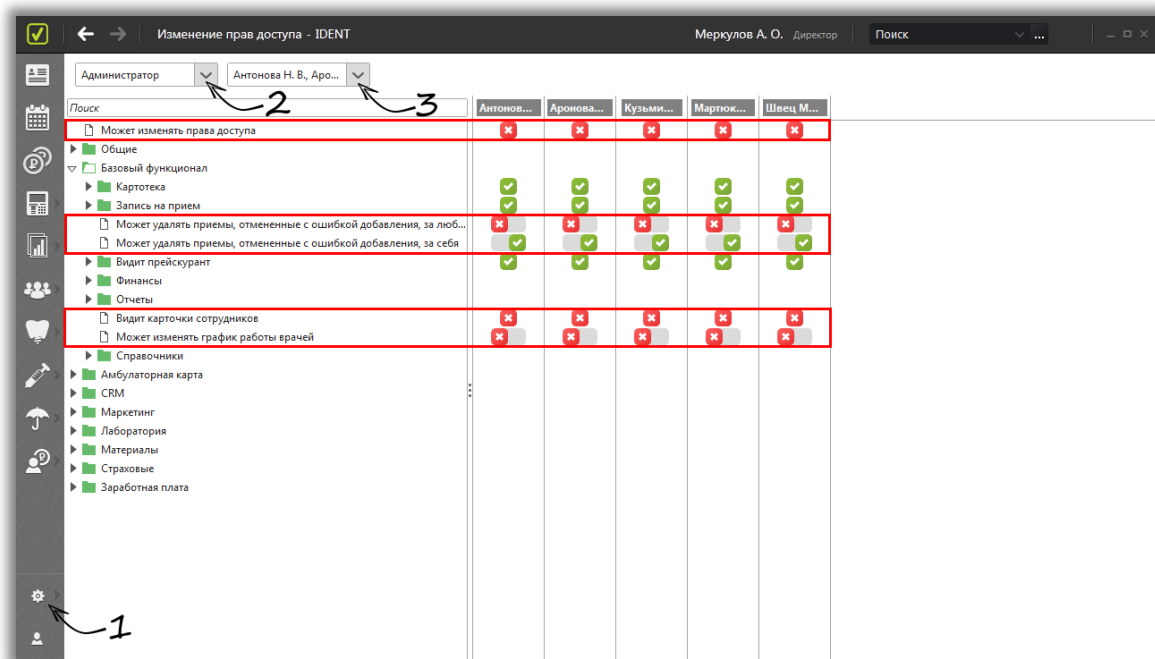 Изменение прав доступа - IDENT Меркулов А. О. Директор Поиск ...
Администратор Антонова Н. В., Аро...
2 3
Поиск Антонов... Аронова... Кузьми... Мартюк... Швец М...
Может изменять права доступа
Общие
Базовый функционал
Картотека
Запись на прием
Может удалять приемы, отмененные с ошибкой добавления, за люб...
Может удалять приемы, отмененные с ошибкой добавления, за себя
Видит прейскурант
Финансы
Отчеты
Видит карточки сотрудников
Может изменять график работы врачей
Справочники
Амбулаторная карта
CRM
Маркетинг
Лаборатория
Материалы
Страховые
Заработная плата
1